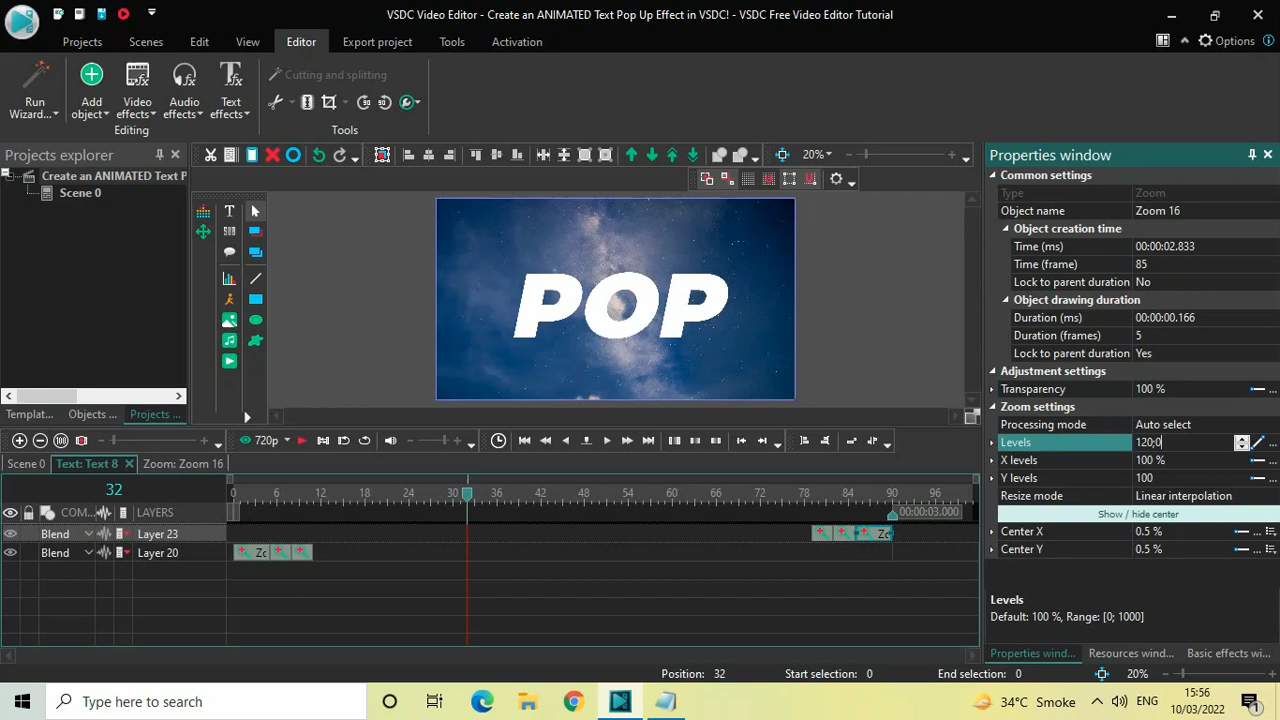 VSDC Video Editor - Create an ANIMATED Text Pop Up Effect in VSDC! - VSDC Free Video Editor Tutorial
Projects
Scenes
Edit
View
Editor
Export project
Tools
Activation
Options
Run Wizard...
Add object
Video effects
Audio effects
Text effects
Cutting and splitting
Editing
Tools
Projects explorer
20%
Properties window
Create an ANIMATED Text P
Scene 0
Common settings
Type Zoom
Object name Zoom 16
Object creation time
Time (ms) 00:00:02.833
Time (frame) 85
Lock to parent duration No
Object drawing duration
Duration (ms) 00:00:00.166
Duration (frames) 5
Lock to parent duration Yes
Adjustment settings
Transparency 100 %
Zoom settings
Processing mode Auto select
Levels 120;0
X levels 100 %
Y levels 100
Resize mode Linear interpolation
Show / hide center
Center X 0.5 %
Center Y 0.5 %
Levels
Default: 100 %, Range: [0; 1000]
POP
Templat...
Objects ...
Projects ...
720p
Scene 0
Text: Text 8
Zoom: Zoom 16
32
0 6 12 18 24 30 36 42 48 54 60 66 72 78 84 90 96
COM... LAYERS
00:00:03.000
Blend Layer 23
Zc
Blend Layer 20
Zc
Properties wind...
Resources wind...
Basic effects wi...
Position: 32
Start selection: 0
End selection: 0
20%
Type here to search
34°C Smoke
ENG
15:56
10/03/2022
1